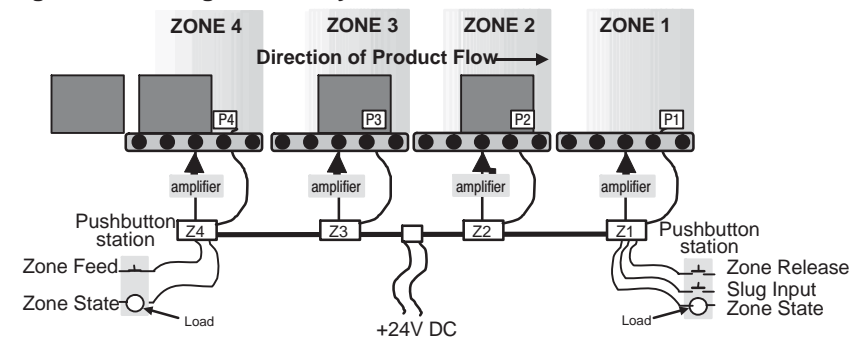 ZONE 4
ZONE 3
ZONE 2
ZONE 1
Direction of Product Flow
P4
P3
P2
P1
amplifier
amplifier
amplifier
amplifier
Pushbutton
station
Z4
Z3
Z2
Z1
Pushbutton
station
Zone Feed
Zone State
Load
+24V DC
Load
Zone Release
Slug Input
Zone State